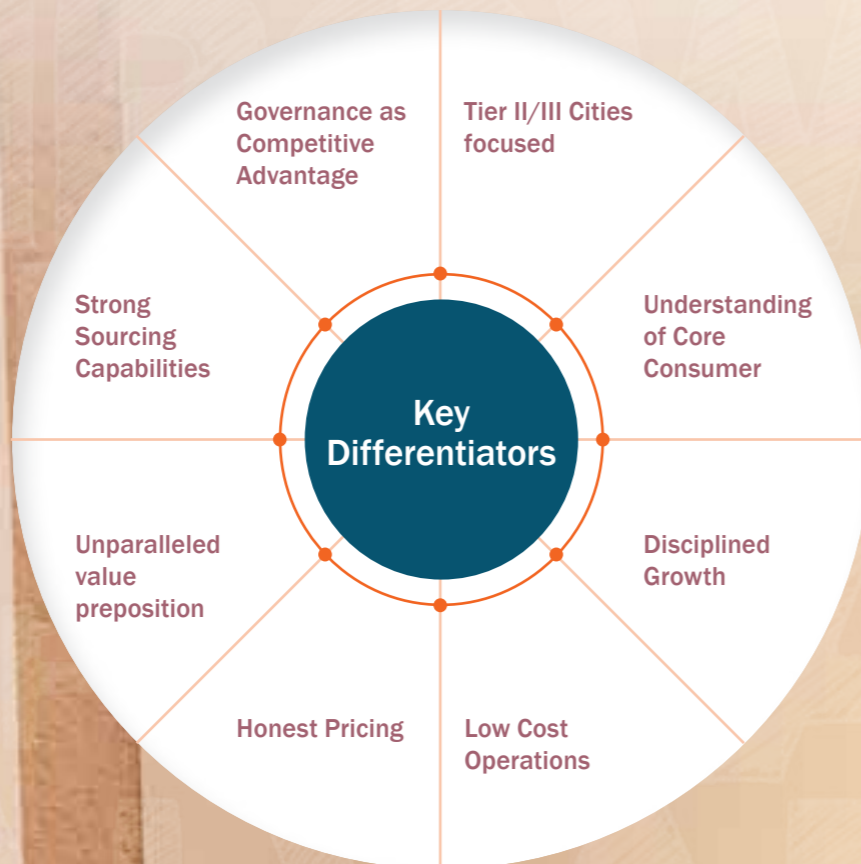 Governance as
Competitive
Advantage
Tier II/III Cities
focused
Strong
Sourcing
Capabilities
Understanding
of Core
Consumer
Key
Differentiators
Unparalleled
value
preposition
Disciplined
Growth
Honest Pricing
Low Cost
Operations